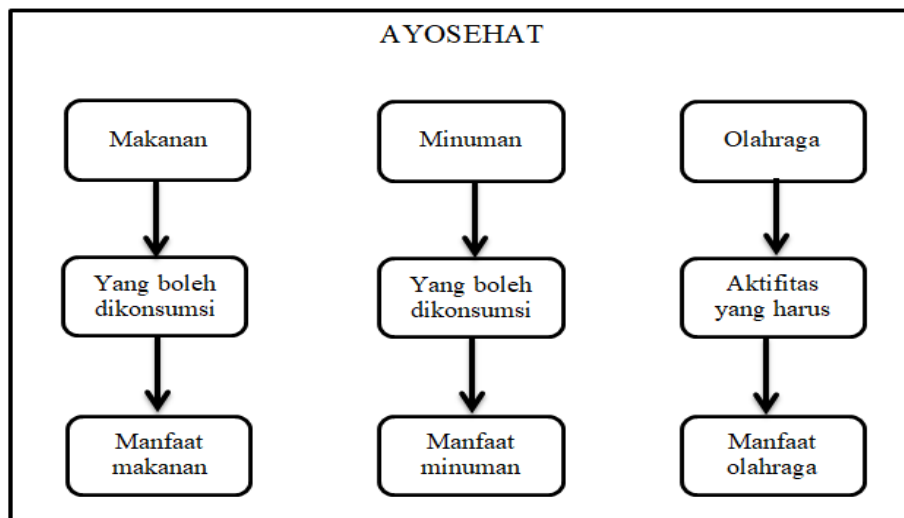 AYOSEHAT
Makanan
Minuman
Olahraga
Yang boleh
dikonsumsi
Yang boleh
dikonsumsi
Aktifitas
yang harus
Manfaat
makanan
Manfaat
minuman
Manfaat
olahraga